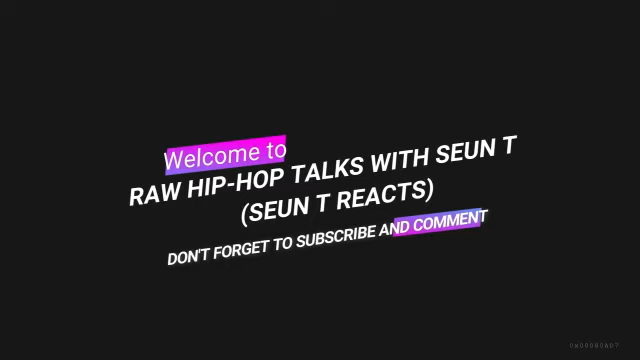 Welcome to
RAW HIP-HOP TALKS WITH SEUN T
(SEUN T REACTS)
DON'T FORGET TO SUBSCRIBE AND COMMENT